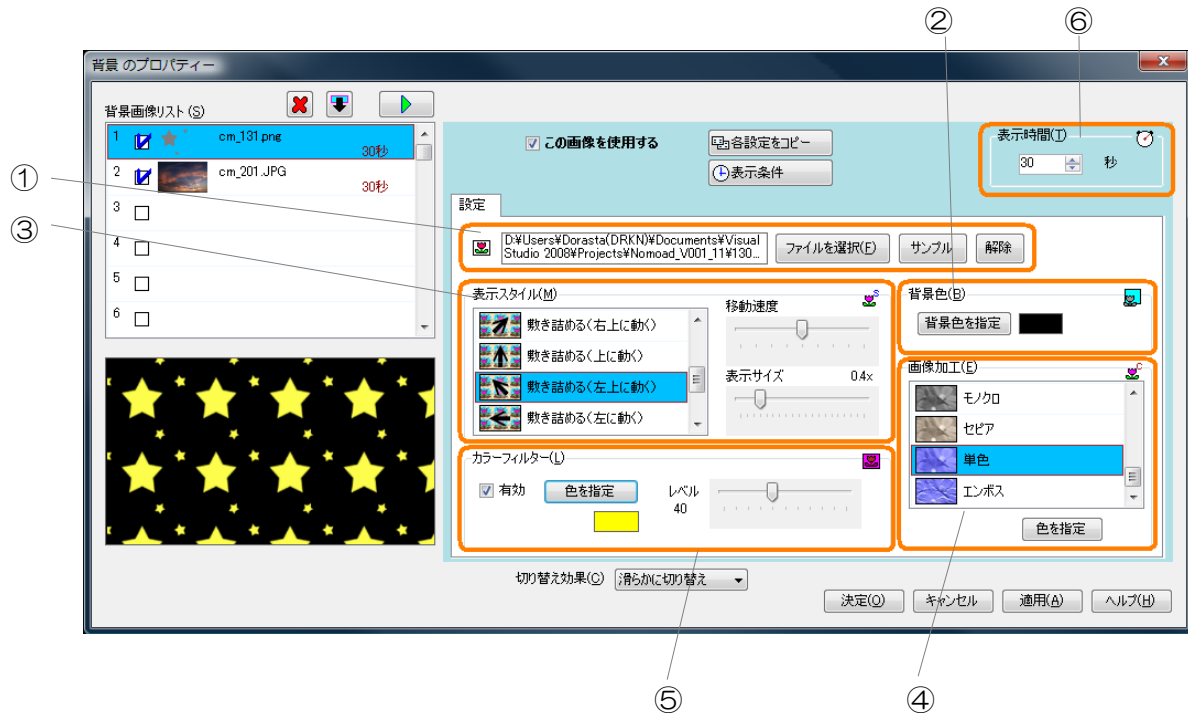 ② ⑥
背景 のプロパティー
背景画像リスト(S)
1 cm_131.png
30秒
2 cm_201.JPG
30秒
3
4
5
6
この画像を使用する
各設定をコピー
表示条件
表示時間(T)
30 秒
①
③
設定
D:¥Users¥Dorasta(DRKN)¥Documents¥Visual
Studio 2008¥Projects¥Nomoad_V001_11¥130...
ファイルを選択(F) サンプル 解除
表示スタイル(M)
敷き詰める(右上に動く)
敷き詰める(上に動く)
敷き詰める(左上に動く)
敷き詰める(左に動く)
移動速度
表示サイズ 0.4x
背景色(B)
背景色を指定
画像加工(E)
モノクロ
セピア
単色
エンボス
色を指定
カラーフィルター(L)
有効 色を指定 レベル
40
切り替え効果(C) 滑らかに切り替え
決定(O) キャンセル 適用(A) ヘルプ(H)
⑤ ④